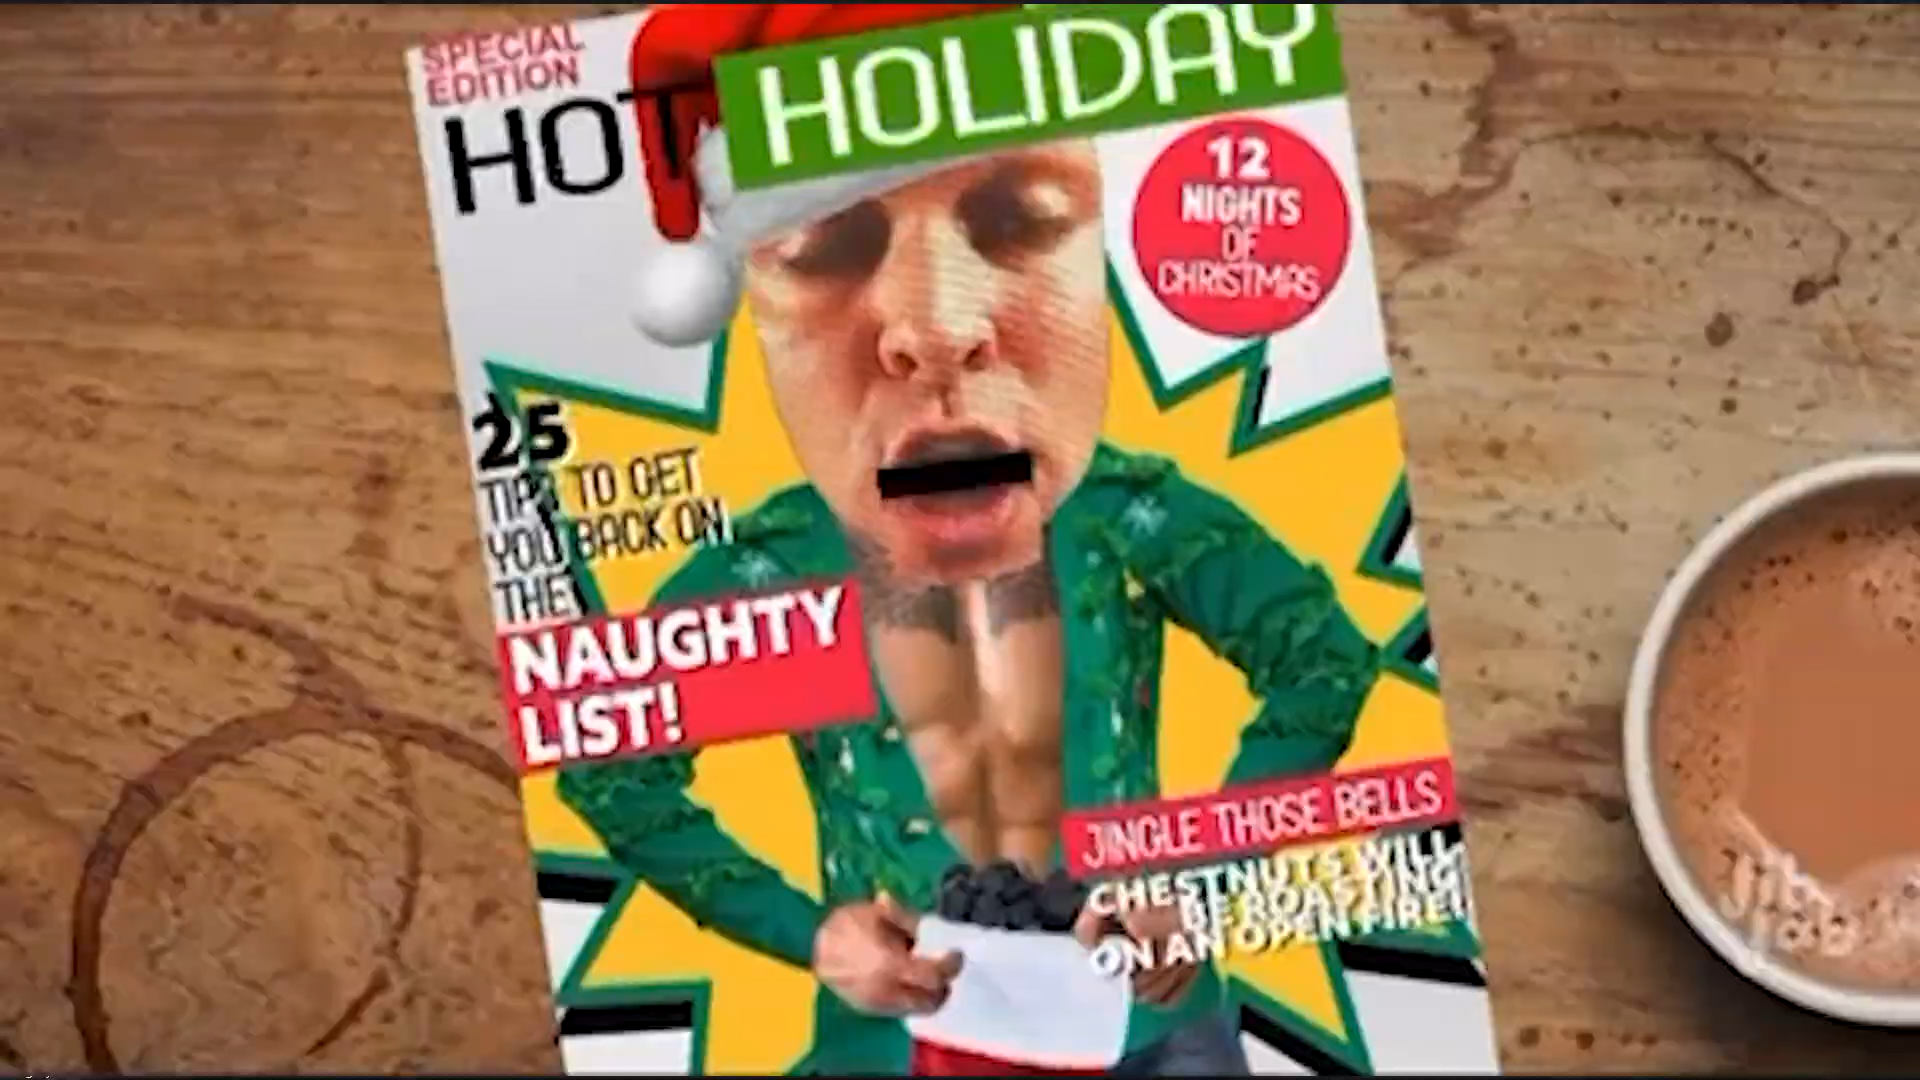 SPECIAL
EDITION
HOT
HOLIDAY
12
NIGHTS
OF
CHRISTMAS
25
TIPS TO GET
YOU BACK ON
THE
NAUGHTY
LIST!
JINGLE THOSE BELLS
CHESTNUTS WILL
BE ROASTING
ON AN OPEN FIRE!